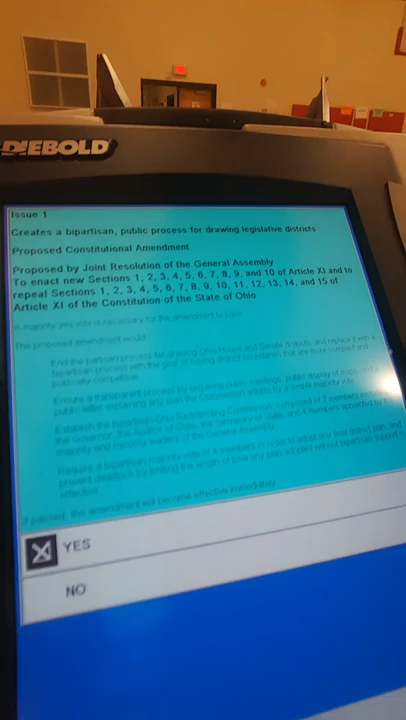 EXIT
DIEBOLD
Issue 1
Creates a bipartisan, public process for drawing legislative districts
Proposed Constitutional Amendment
Proposed by Joint Resolution of the General Assembly
To enact new Sections 1, 2, 3, 4, 5, 6, 7, 8, 9, and 10 of Article XI and to
repeal Sections 1, 2, 3, 4, 5, 6, 7, 8, 9, 10, 11, 12, 13, 14, and 15 of
Article XI of the Constitution of the State of Ohio.
A majority yes vote is necessary for the amendment to pass.
The proposed amendment would:
End the partisan process for drawing Ohio House and Senate districts, and replace it with a
bipartisan process with the goal of having district boundaries that are more compact and
politically competitive.
Ensure a transparent process by requiring public meetings, public display of maps, and a
public letter explaining any plan the Commission adopts by a simple majority vote.
Establish the bipartisan Ohio Redistricting Commission, composed of 7 members
the Governor, the Auditor of State, the Secretary of State, and 4 members appointed by the
majority and minority leaders of the General Assembly.
Require a bipartisan majority vote of 4 members in order to adopt any final district plan, and
prevent deadlock by limiting the length of time any plan adopted without bipartisan support is
effective.
If passed, the amendment will become effective immediately.
YES
NO